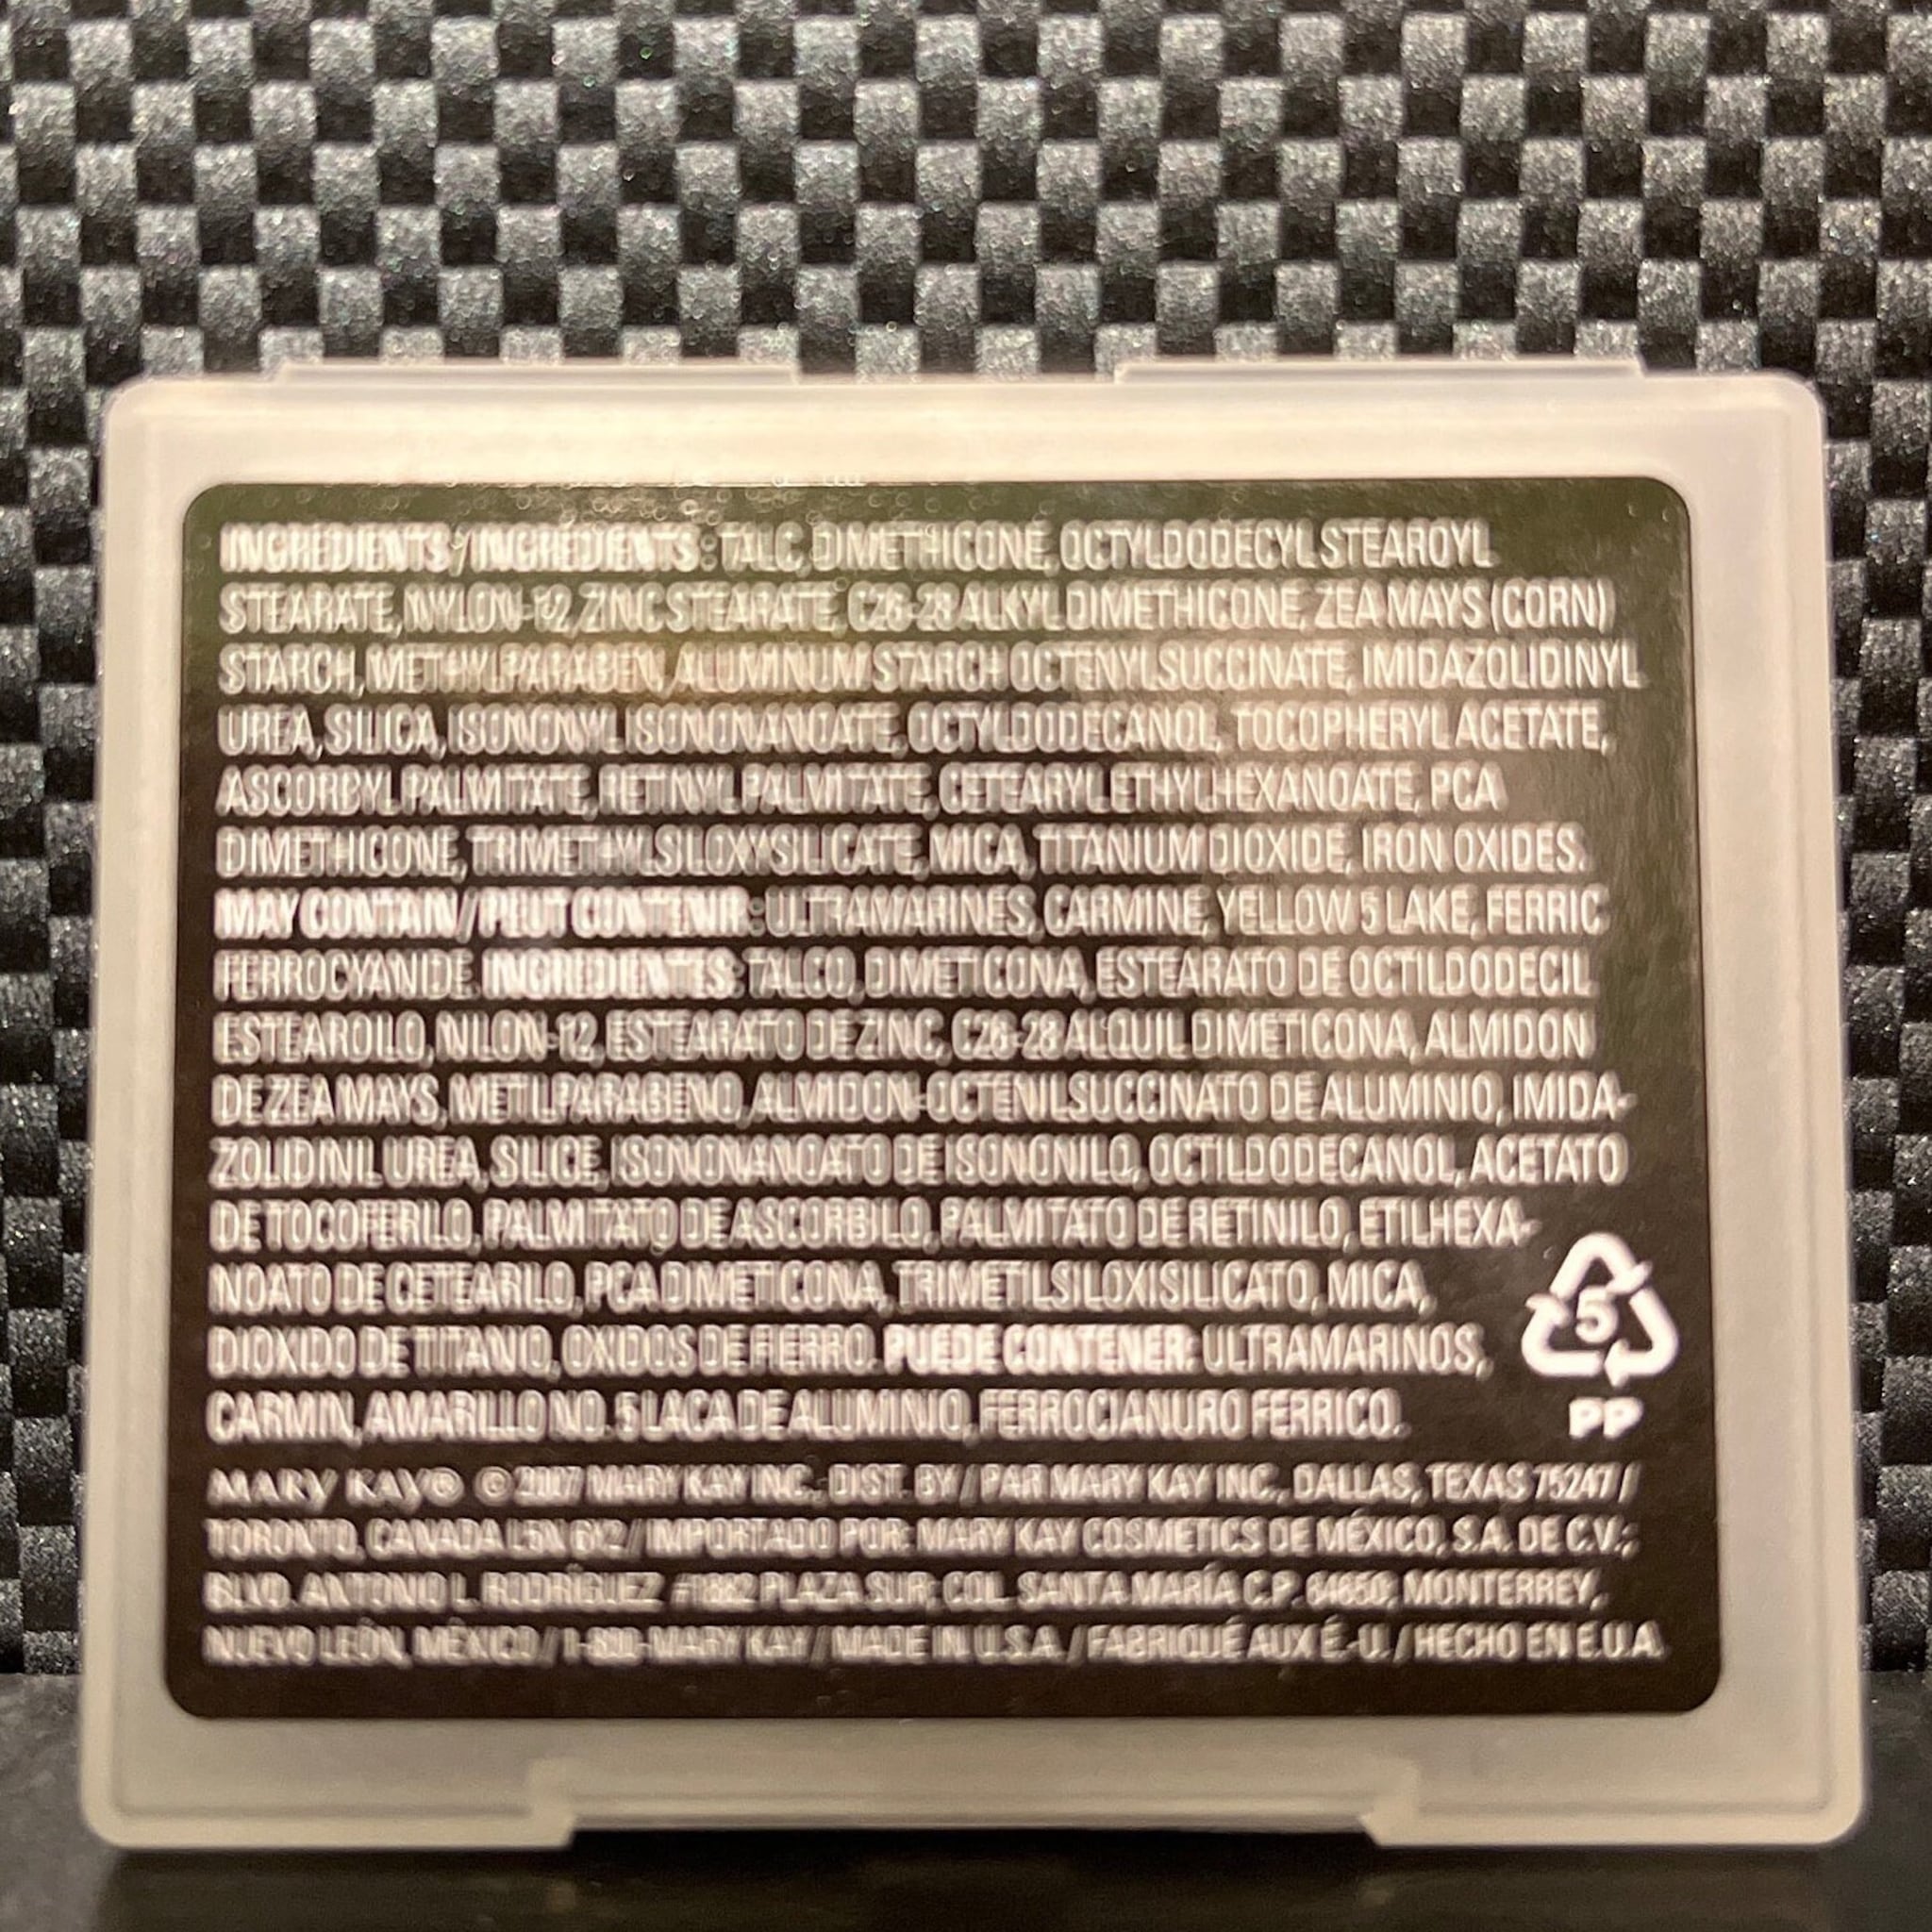 INGREDIENTS / INGRÉDIENTS : TALC, DIMETHICONE, OCTYLDODECYL STEAROYL
STEARATE, NYLON-12, ZINC STEARATE, C26-28 ALKYL DIMETHICONE, ZEA MAYS (CORN)
STARCH, METHYLPARABEN, ALUMINUM STARCH OCTENYLSUCCINATE, IMIDAZOLIDINYL
UREA, SILICA, ISONONYL ISONONANOATE, OCTYLDODECANOL, TOCOPHERYL ACETATE,
ASCORBYL PALMITATE, RETINYL PALMITATE, CETEARYL ETHYLHEXANOATE, PCA
DIMETHICONE, TRIMETHYLSILOXYSILICATE, MICA, TITANIUM DIOXIDE, IRON OXIDES.
MAY CONTAIN / PEUT CONTENIR : ULTRAMARINES, CARMINE, YELLOW 5 LAKE, FERRIC
FERROCYANIDE. INGREDIENTES: TALCO, DIMETICONA, ESTEARATO DE OCTILDODECIL
ESTEAROILO, NILON-12, ESTEARATO DE ZINC, C26-28 ALQUIL DIMETICONA, ALMIDON
DE ZEA MAYS, METILPARABENO, ALMIDON-OCTENILSUCCINATO DE ALUMINIO, IMIDA-
ZOLIDINIL UREA, SILICE, ISONONANOATO DE ISONONILO, OCTILDODECANOL, ACETATO
DE TOCOFERILO, PALMITATO DE ASCORBILO, PALMITATO DE RETINILO, ETILHEXA-
NOATO DE CETEARILO, PCA DIMETICONA, TRIMETILSILOXISILICATO, MICA,
DIOXIDO DE TITANIO, OXIDOS DE FIERRO. PUEDE CONTENER: ULTRAMARINOS,
CARMIN, AMARILLO NO. 5 LACA DE ALUMINIO, FERROCIANURO FERRICO.
5
PP
MARY KAY® © 2007 MARY KAY INC., DIST. BY / PAR MARY KAY INC., DALLAS, TEXAS 75247 /
TORONTO, CANADA L5N 6Y2 / IMPORTADO POR: MARY KAY COSMETICS DE MÉXICO, S.A. DE C.V.;
BLVD. ANTONIO L. RODRÍGUEZ #1882 PLAZA SUR; COL. SANTA MARÍA C.P. 64650; MONTERREY,
NUEVO LEÓN, MÉXICO / 1-800-MARY KAY / MADE IN U.S.A. / FABRIQUÉ AUX É.-U. / HECHO EN E.U.A.